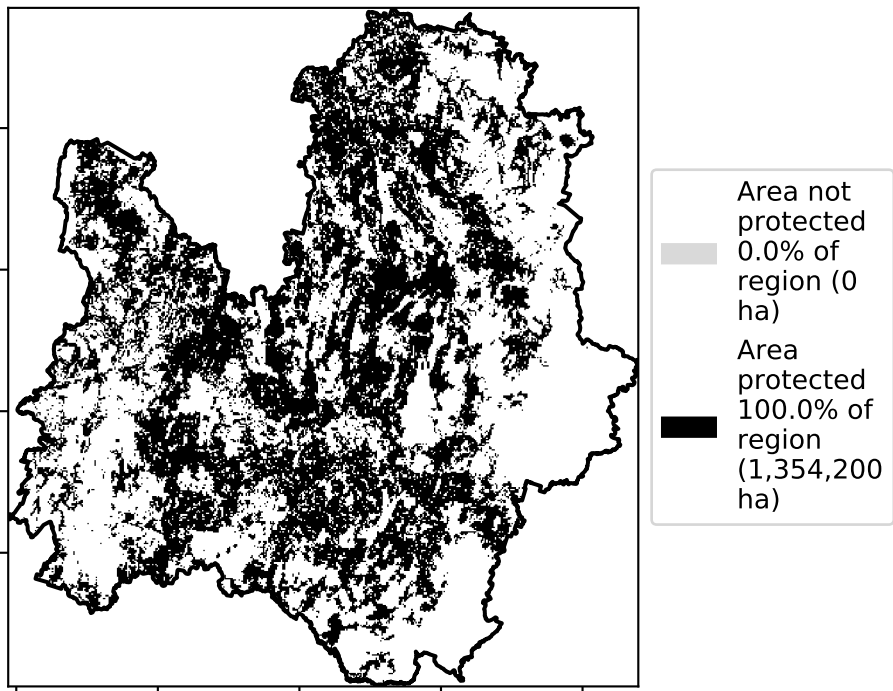 Area not
protected
0.0% of
region (0
ha)
Area
protected
100.0% of
region
(1,354,200
ha)